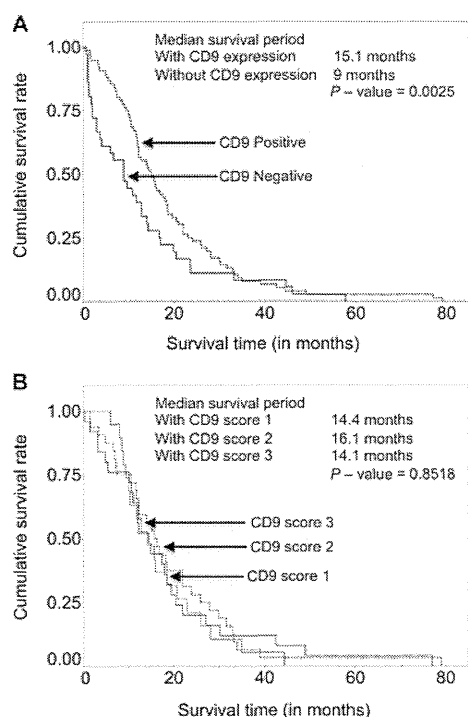 A
Median survival period
With CD9 expression 15.1 months
Without CD9 expression 9 months
P – value = 0.0025
CD9 Positive
CD9 Negative
Cumulative survival rate
1.00
0.75
0.50
0.25
0.00
0 20 40 60 80
Survival time (in months)
B
Median survival period
With CD9 score 1 14.4 months
With CD9 score 2 16.1 months
With CD9 score 3 14.1 months
P – value = 0.8518
CD9 score 3
CD9 score 2
CD9 score 1
Cumulative survival rate
1.00
0.75
0.50
0.25
0.00
0 20 40 60 80
Survival time (in months)